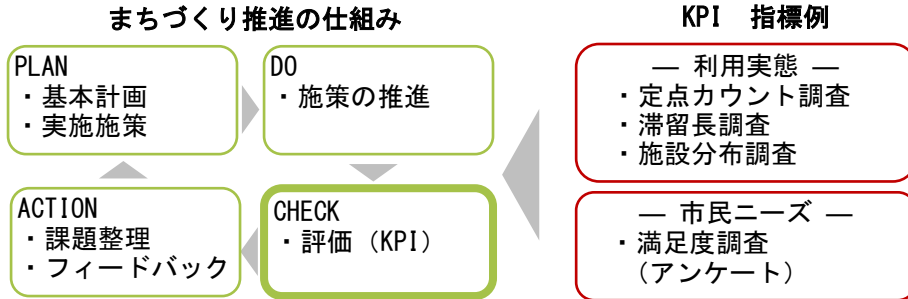 まちづくり推進の仕組み
KPI 指標例
PLAN
・基本計画
・実施施策
DO
・施策の推進
ACTION
・課題整理
・フィードバック
CHECK
・評価（KPI）
― 利用実態 ―
・定点カウント調査
・滞留長調査
・施設分布調査
― 市民ニーズ ―
・満足度調査
（アンケート）